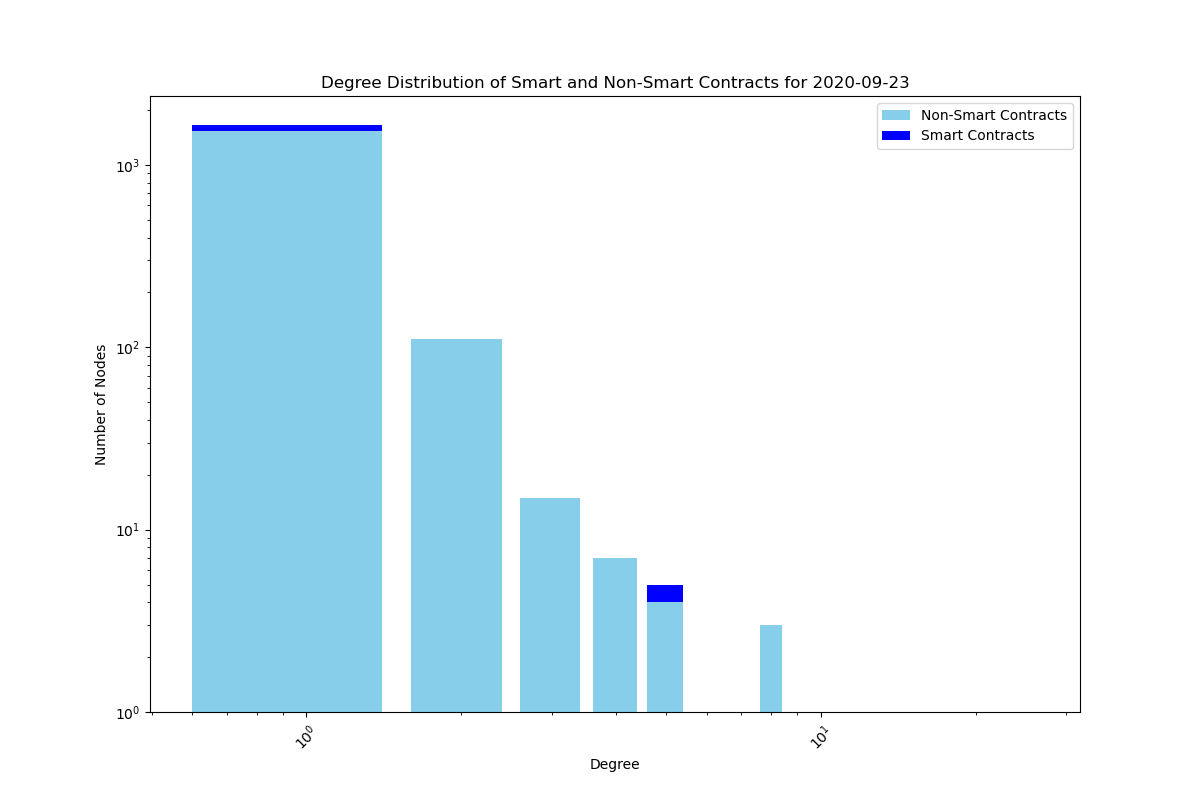 Degree Distribution of Smart and Non-Smart Contracts for 2020-09-23
Non-Smart Contracts
Smart Contracts
Number of Nodes
10³
10²
10¹
10⁰
10⁰
10¹
Degree